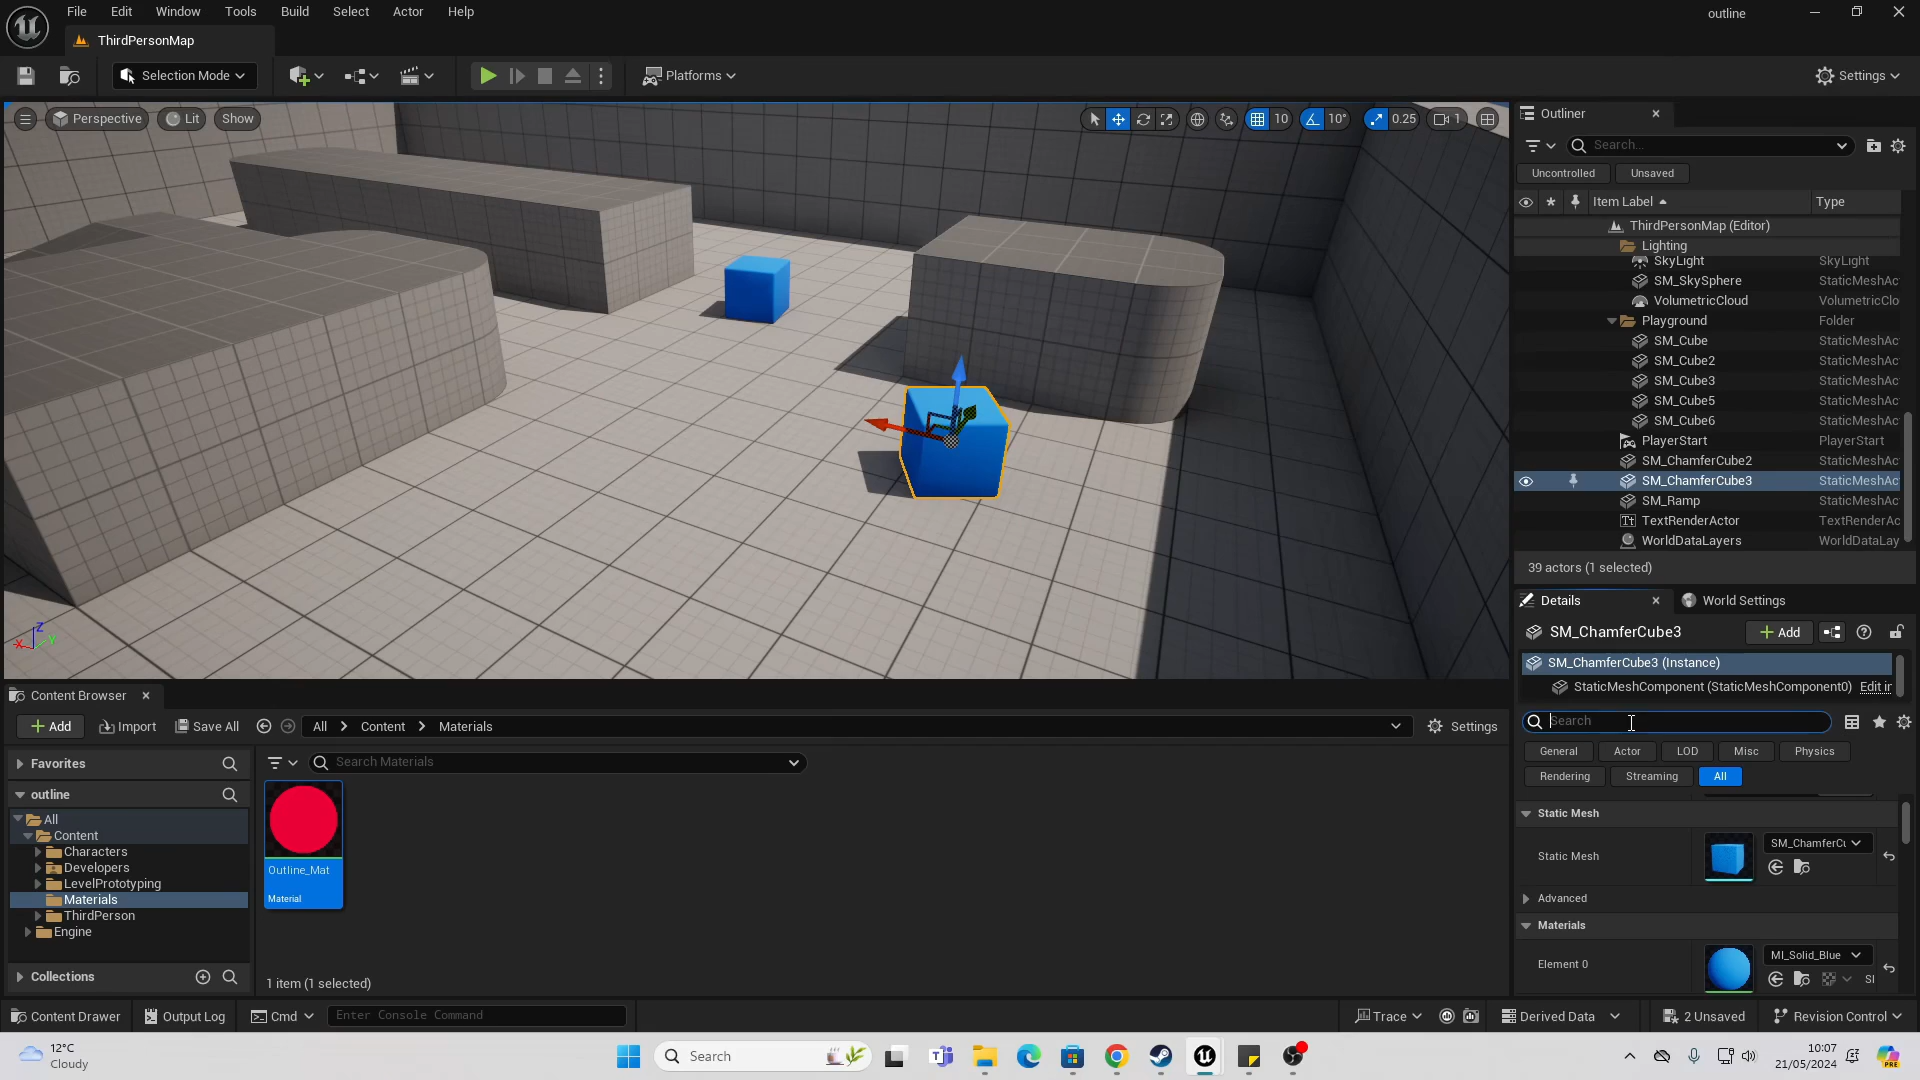 File Edit Window Tools Build Select Actor Help outline
ThirdPersonMap
Selection Mode Platforms Settings
Perspective Lit Show 10 10° 0.25 1
Outliner
Search...
Uncontrolled Unsaved
Item Label Type
ThirdPersonMap (Editor)
Lighting
SkyLight SkyLight
SM_SkySphere StaticMeshAc
VolumetricCloud VolumetricClo
Playground Folder
SM_Cube StaticMeshAc
SM_Cube2 StaticMeshAc
SM_Cube3 StaticMeshAc
SM_Cube5 StaticMeshAc
SM_Cube6 StaticMeshAc
PlayerStart PlayerStart
SM_ChamferCube2 StaticMeshAc
SM_ChamferCube3 StaticMeshAc
SM_Ramp StaticMeshAc
TextRenderActor TextRenderAc
WorldDataLayers WorldDataLay
39 actors (1 selected)
Details World Settings
SM_ChamferCube3 Add
SM_ChamferCube3 (Instance)
StaticMeshComponent (StaticMeshComponent0) Edit ir
Search
General Actor LOD Misc Physics
Rendering Streaming All
Static Mesh
Static Mesh SM_ChamferCu
Advanced
Materials
Element 0 MI_Solid_Blue
Sl
Z
X Y
Content Browser
Add Import Save All All Content Materials Settings
Favorites Search Materials
outline
All
Content
Characters
Developers
LevelPrototyping
Materials
ThirdPerson
Engine
Collections
Outline_Mat
Material
1 item (1 selected)
Content Drawer Output Log Cmd Enter Console Command Trace Derived Data 2 Unsaved Revision Control
12°C
Cloudy
Search
10:07
21/05/2024
PRE